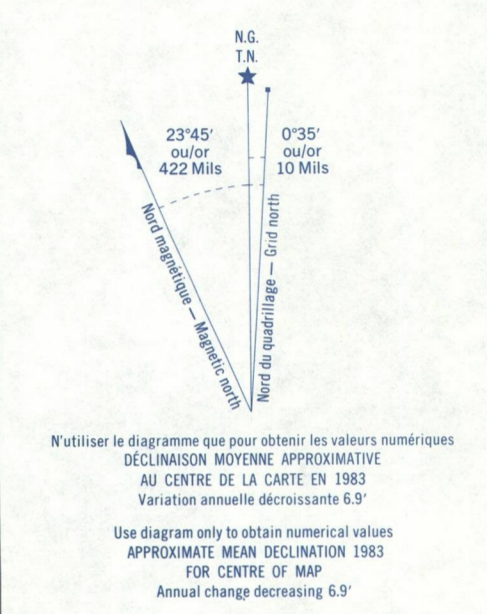 N.G.
T.N.
23°45'
ou/or
422 Mils
0°35'
ou/or
10 Mils
Nord magnétique — Magnetic north
Nord du quadrillage — Grid north
N'utiliser le diagramme que pour obtenir les valeurs numériques
DÉCLINAISON MOYENNE APPROXIMATIVE
AU CENTRE DE LA CARTE EN 1983
Variation annuelle décroissante 6.9'
Use diagram only to obtain numerical values
APPROXIMATE MEAN DECLINATION 1983
FOR CENTRE OF MAP
Annual change decreasing 6.9'